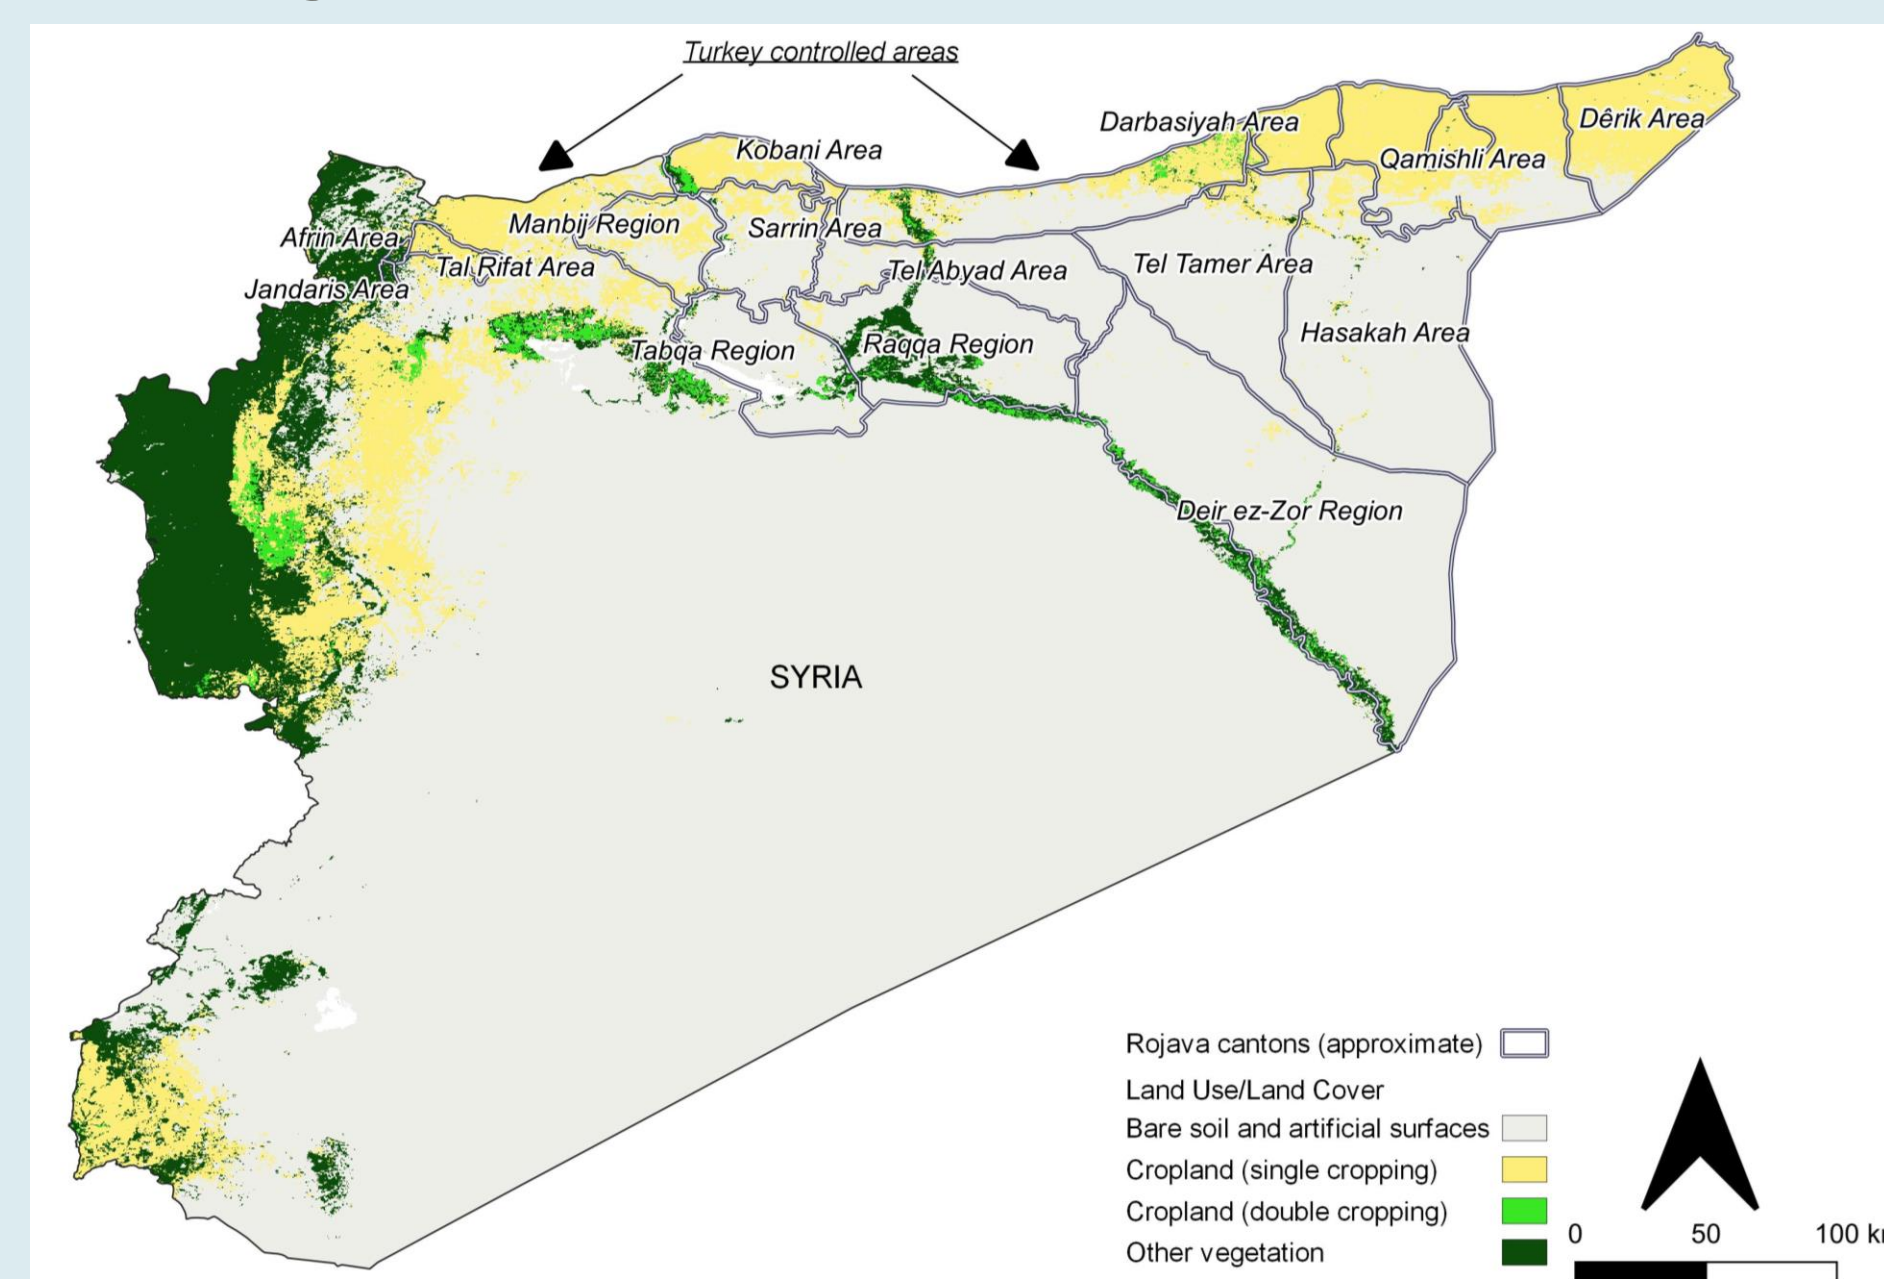 Turkey controlled areas
Darbasiyah Area
Dêrik Area
Kobani Area
Qamishli Area
Manbij Region
Sarrin Area
Afrin Area
Tal Rifat Area
Tel Abyad Area
Tel Tamer Area
Jandaris Area
Tabqa Region
Raqqa Region
Hasakah Area
Deir ez-Zor Region
SYRIA
Rojava cantons (approximate)
Land Use/Land Cover
Bare soil and artificial surfaces
Cropland (single cropping)
Cropland (double cropping)
Other vegetation
0 50 100